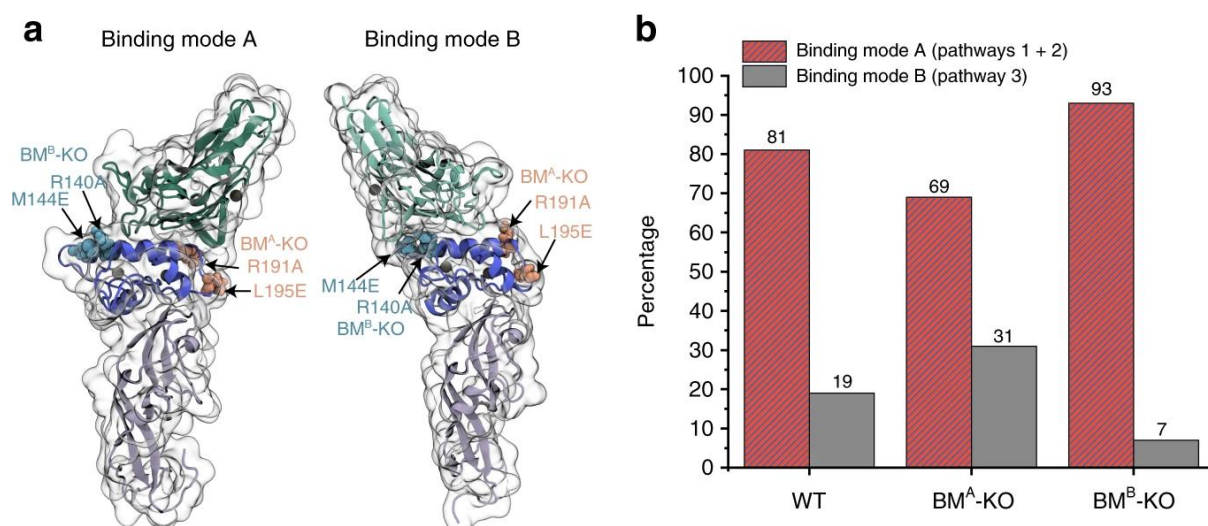 a
Binding mode A
Binding mode B
BMᴮ-KO
R140A
M144E
BMᴬ-KO
R191A
L195E
BMᴬ-KO
R191A
L195E
M144E
R140A
BMᴮ-KO
b
Binding mode A (pathways 1 + 2)
Binding mode B (pathway 3)
Percentage
100
90
80
70
60
50
40
30
20
10
0
81
19
69
31
93
7
WT
BMᴬ-KO
BMᴮ-KO